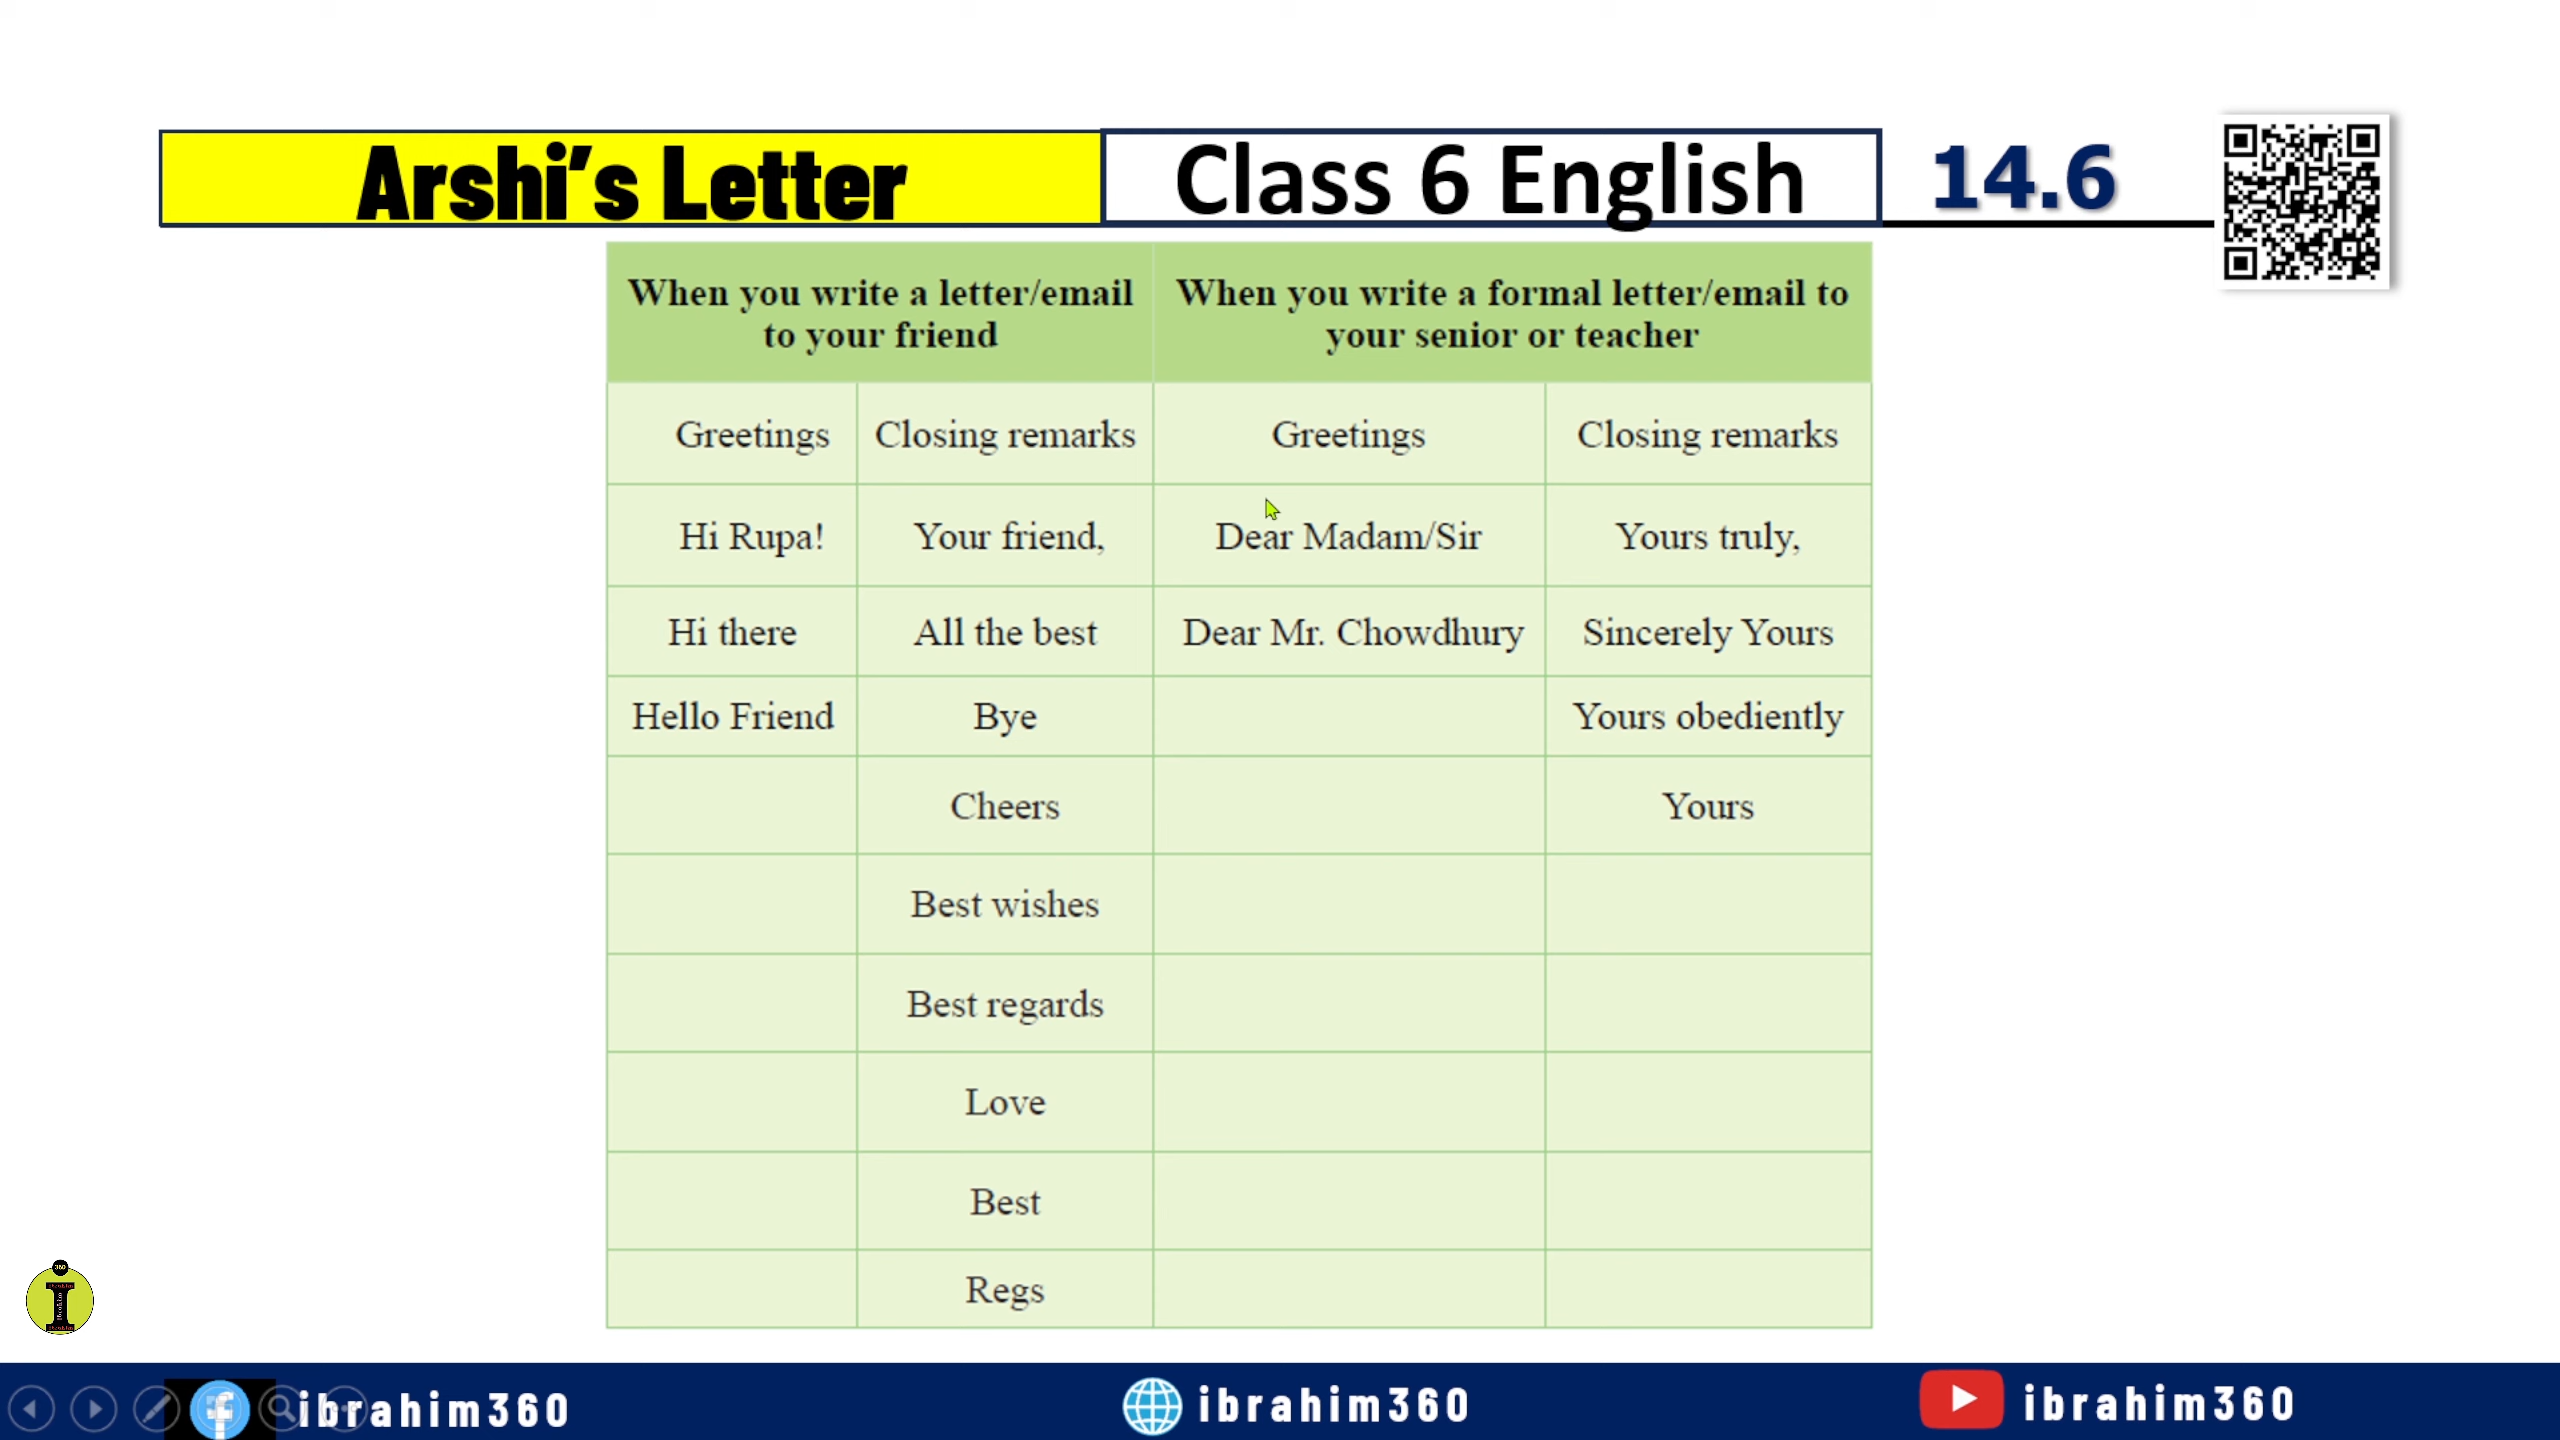 Arshi's Letter Class 6 English 14.6
When you write a letter/email
to your friend
When you write a formal letter/email to
your senior or teacher
Greetings Closing remarks Greetings Closing remarks
Hi Rupa! Your friend, Dear Madam/Sir Yours truly,
Hi there All the best Dear Mr. Chowdhury Sincerely Yours
Hello Friend Bye Yours obediently
Cheers Yours
Best wishes
Best regards
Love
Best
Regs
360
ibrahim360 ibrahim360 ibrahim360